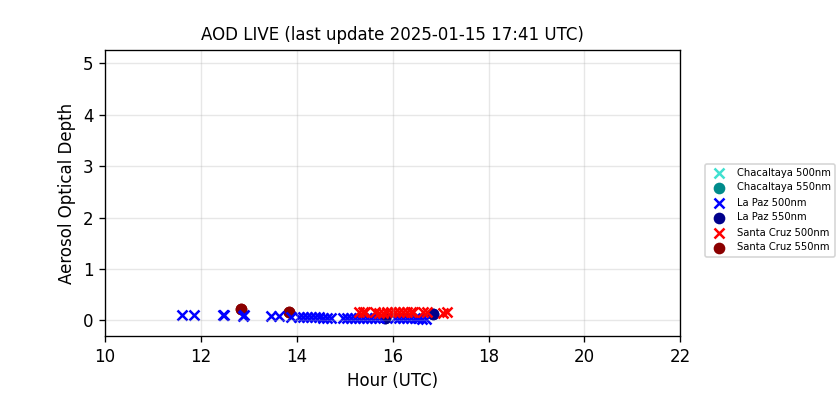 AOD LIVE (last update 2025-01-15 17:41 UTC)
Aerosol Optical Depth
5
4
3
2
1
0
10 12 14 16 18 20 22
Hour (UTC)
Chacaltaya 500nm
Chacaltaya 550nm
La Paz 500nm
La Paz 550nm
Santa Cruz 500nm
Santa Cruz 550nm